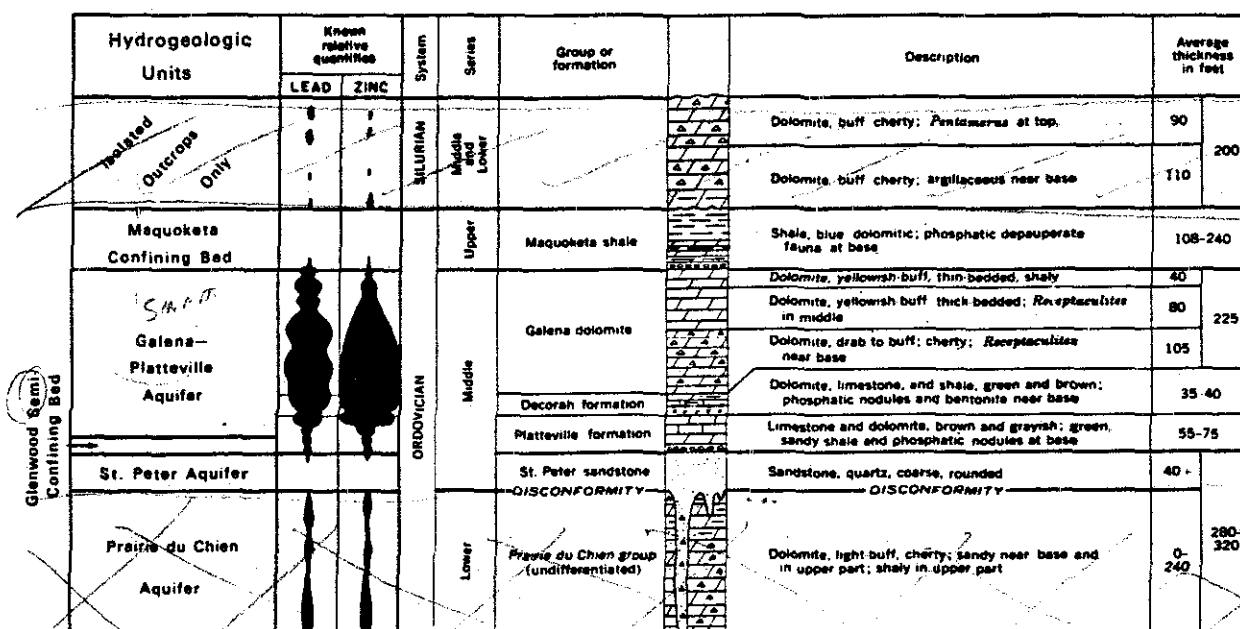 Hydrogeologic
Units
Known
relative
quantities
LEAD ZINC
System
Series
Group or
formation
Description
Average
thickness
in feet
Isolated
Outcrops
Only
SILURIAN
Middle
and
Lower
Dolomite, buff cherty; Pentamerus at top,
90
Dolomite, buff cherty; argillaceous near base
110
200
Maquoketa
Confining Bed
Upper
Maquoketa shale
Shale, blue dolomitic; phosphatic depauperate
fauna at base
108-240
Galena—
Platteville
Aquifer
ORDOVICIAN
Middle
Galena dolomite
Dolomite, yellowish-buff, thin-bedded, shaly
40
Dolomite, yellowish-buff thick-bedded; Receptaculites
in middle
80
Dolomite, drab to buff; cherty; Receptaculites
near base
105
225
Decorah formation
Dolomite, limestone, and shale, green and brown;
phosphatic nodules and bentonite near base
35-40
Platteville formation
Limestone and dolomite, brown and grayish; green,
sandy shale and phosphatic nodules at base
55-75
Glenwood Semi-
Confining Bed
St. Peter Aquifer
St. Peter sandstone
Sandstone, quartz, coarse, rounded
40+
DISCONFORMITY
DISCONFORMITY
Prairie du Chien
Aquifer
Lower
Prairie du Chien group
(undifferentiated)
Dolomite, light buff, cherty; sandy near base and
in upper part; shaly in upper part
0-
240
280-
320